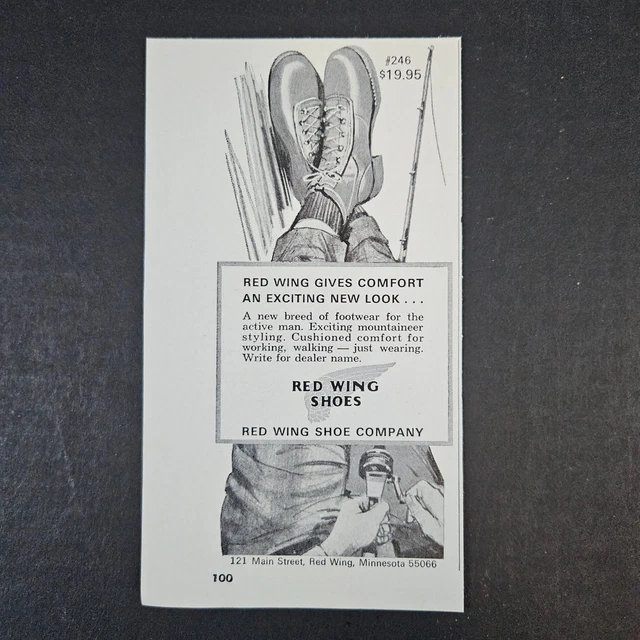 #246
$19.95
RED WING GIVES COMFORT
AN EXCITING NEW LOOK . . .
A new breed of footwear for the
active man. Exciting mountaineer
styling. Cushioned comfort for
working, walking — just wearing.
Write for dealer name.
RED WING
SHOES
RED WING SHOE COMPANY
121 Main Street, Red Wing, Minnesota 55066
100